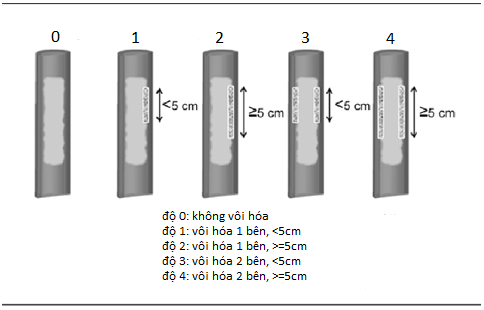 0 1 2 3 4
<5 cm ≥5 cm <5 cm ≥5 cm
độ 0: không vôi hóa
độ 1: vôi hóa 1 bên, <5cm
độ 2: vôi hóa 1 bên, >=5cm
độ 3: vôi hóa 2 bên, <5cm
độ 4: vôi hóa 2 bên, >=5cm